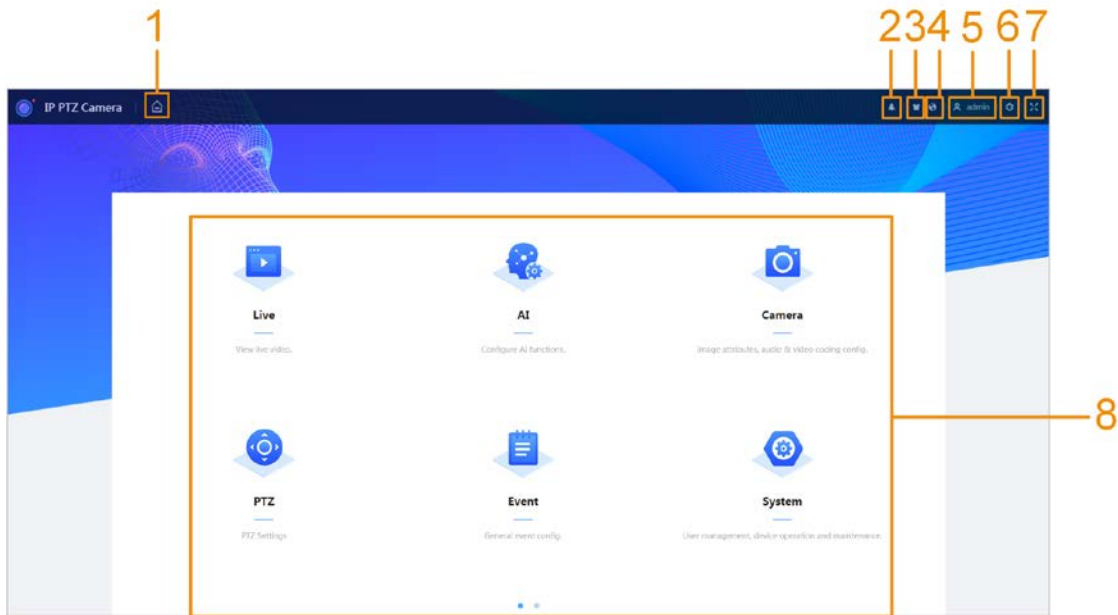 1 2 3 4 5 6 7
IP PTZ Camera admin
Live AI Camera
View live video. Configure AI functions. Image attributes, audio & video coding config.
8
PTZ Event System
PTZ Settings General event config. User management, device operation and maintenance.